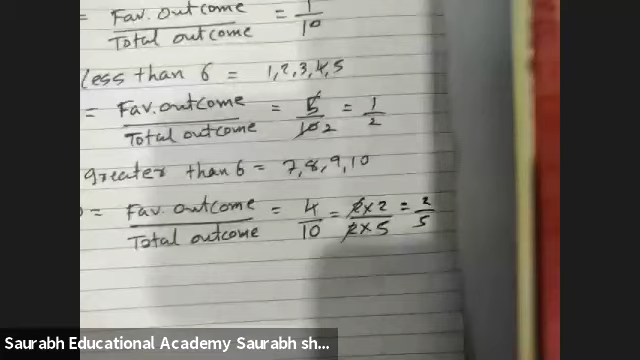 = Fav. outcome / Total outcome = 1/10
less than 6 = 1,2,3,4,5
= Fav. outcome / Total outcome = 5/10 2 = 1/2
greater than 6 = 7,8,9,10
= Fav. outcome / Total outcome = 4/10 = 2×2/2×5 = 2/5
Saurabh Educational Academy Saurabh sh...